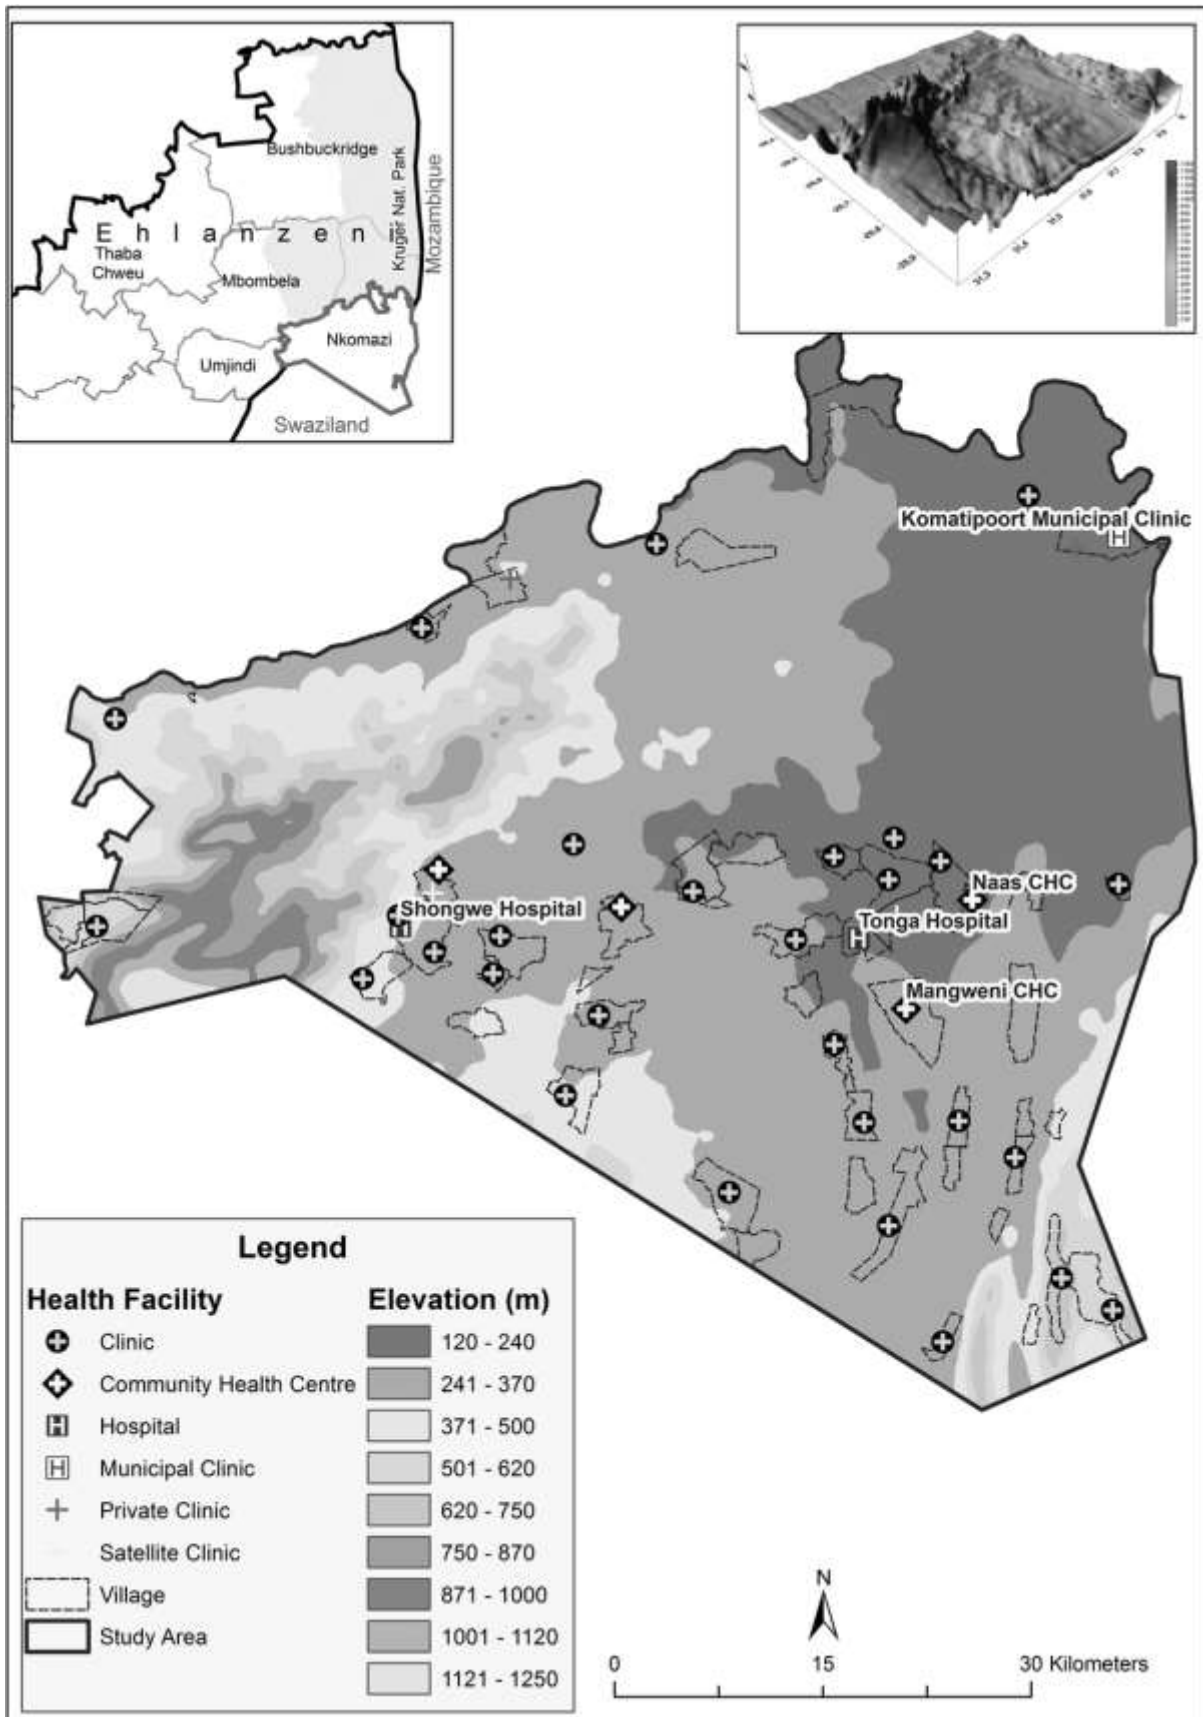 Bushbuckridge
Kruger Nat. Park
Mozambique
Ehlanzeni
Thaba
Chweu
Mbombela
Nkomazi
Umjindi
Swaziland
Komatipoort Municipal Clinic
Naas CHC
Shongwe Hospital
Tonga Hospital
Mangweni CHC
Legend
Health Facility
Elevation (m)
Clinic
120 - 240
Community Health Centre
241 - 370
Hospital
371 - 500
Municipal Clinic
501 - 620
Private Clinic
620 - 750
Satellite Clinic
750 - 870
Village
871 - 1000
Study Area
1001 - 1120
1121 - 1250
N
0 15 30 Kilometers